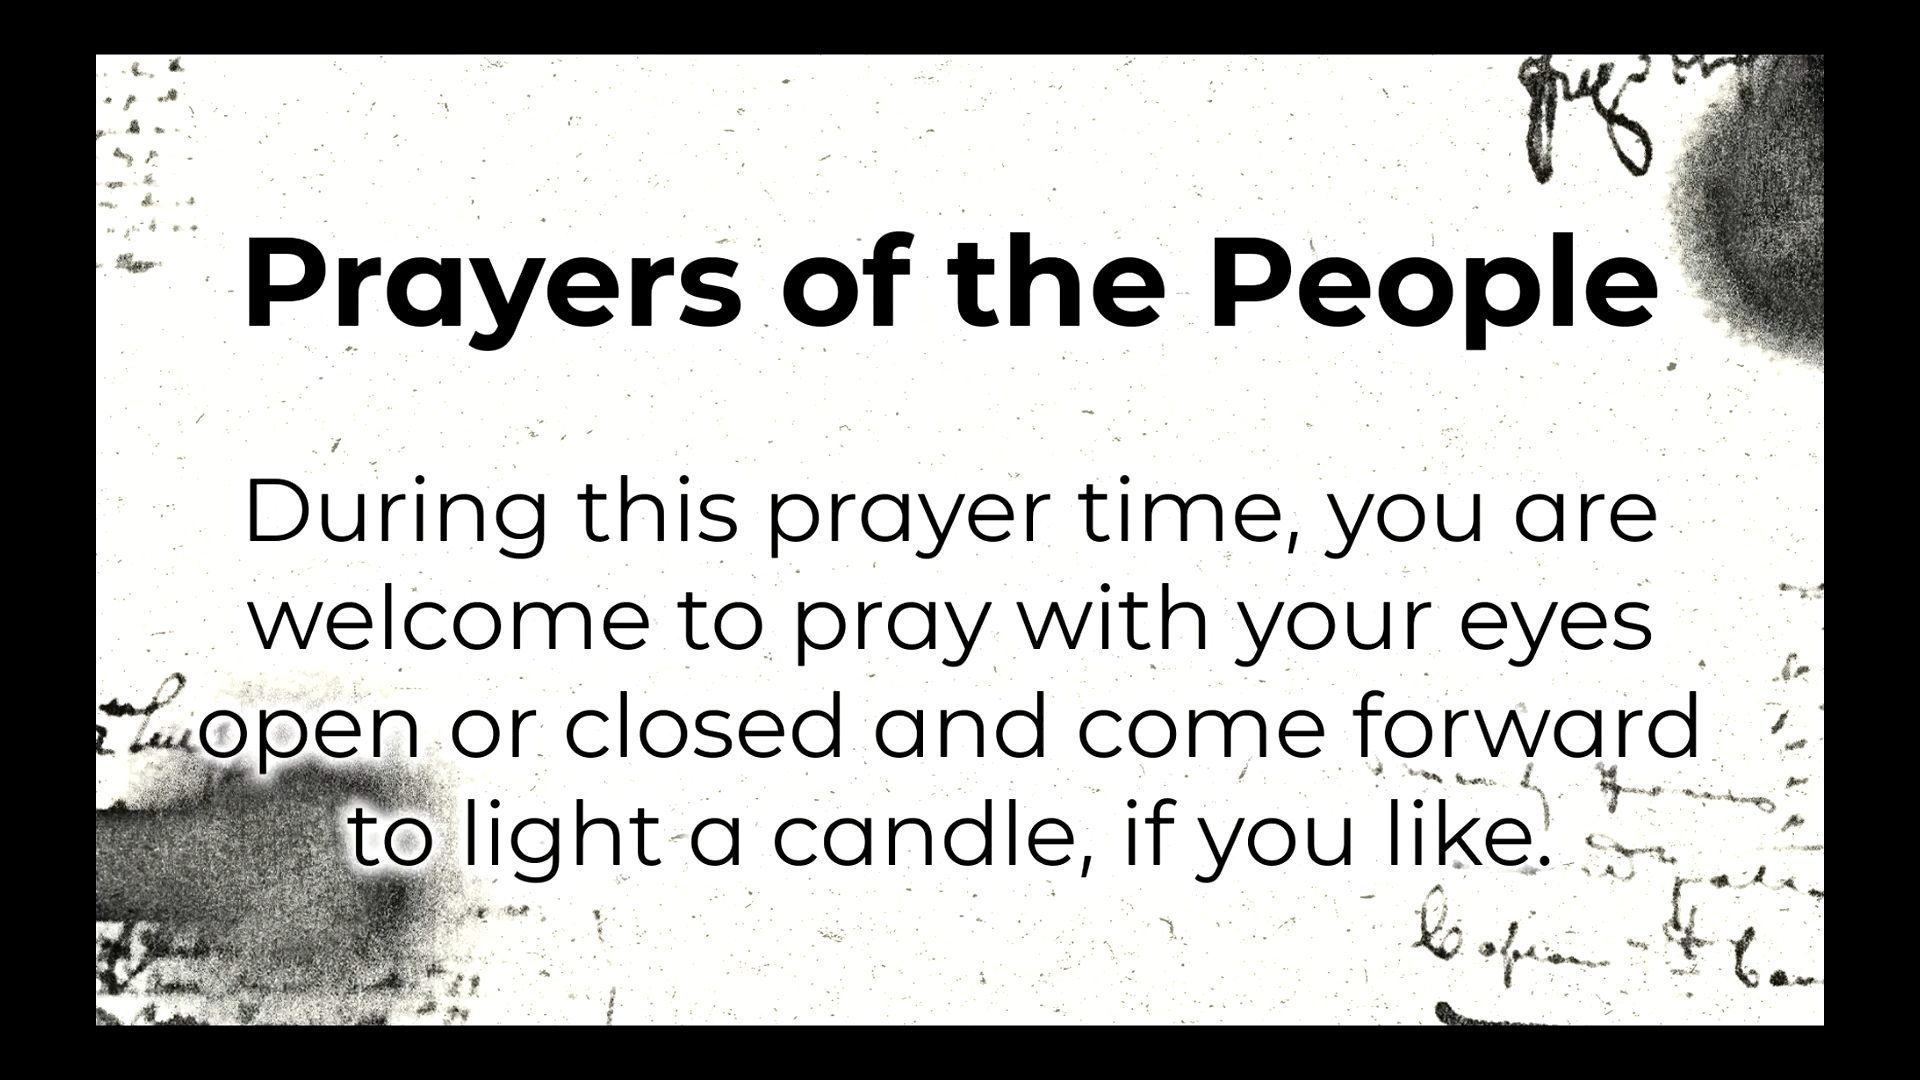 Prayers of the People
During this prayer time, you are
welcome to pray with your eyes
open or closed and come forward
to light a candle, if you like.